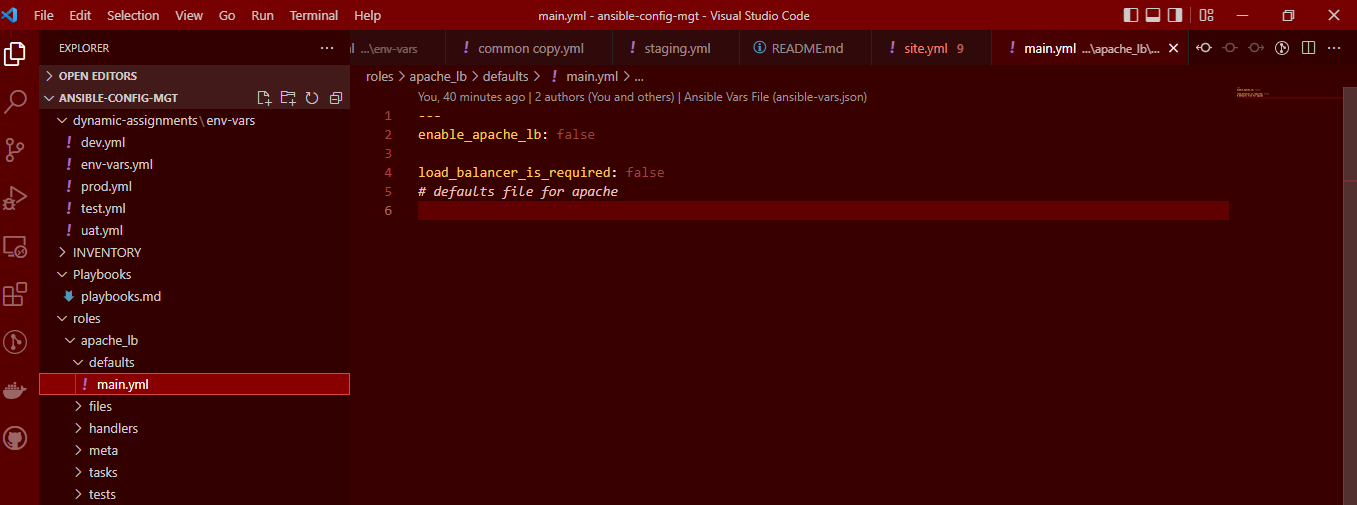 File Edit Selection View Go Run Terminal Help
main.yml - ansible-config-mgt - Visual Studio Code
EXPLORER
OPEN EDITORS
ANSIBLE-CONFIG-MGT
dynamic-assignments\env-vars
! dev.yml
! env-vars.yml
! prod.yml
! test.yml
! uat.yml
INVENTORY
Playbooks
playbooks.md
roles
apache_lb
defaults
! main.yml
files
handlers
meta
tasks
tests
...\env-vars
! common copy.yml
! staging.yml
README.md
! site.yml 9
! main.yml ...\apache_lb\...
roles > apache_lb > defaults > ! main.yml > ...
You, 40 minutes ago | 2 authors (You and others) | Ansible Vars File (ansible-vars.json)
1 ---
2 enable_apache_lb: false
3
4 load_balancer_is_required: false
5 # defaults file for apache
6